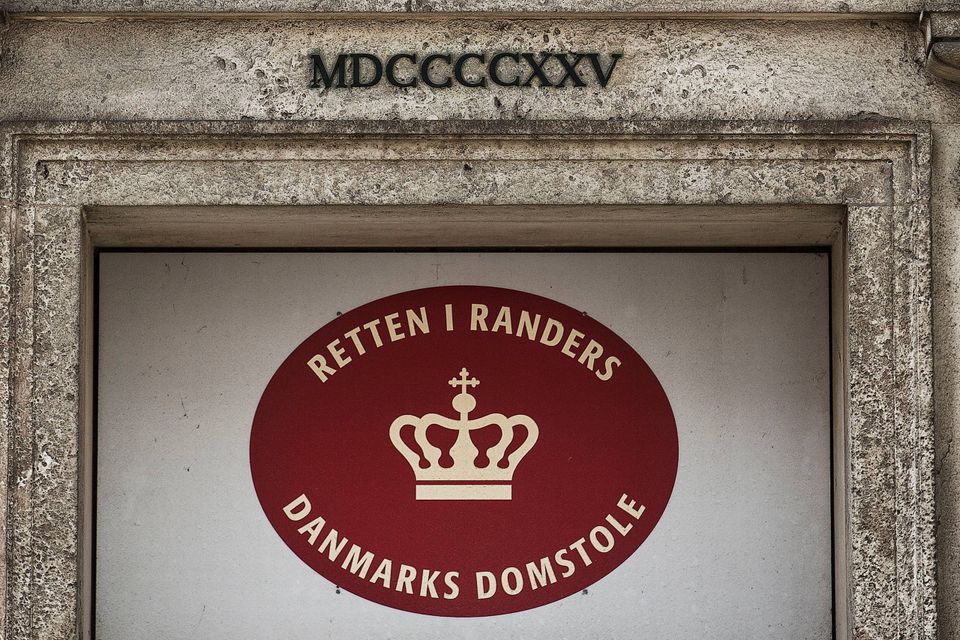 MDCCCCXXV
RETTEN I RANDERS
DANMARKS DOMSTOLE